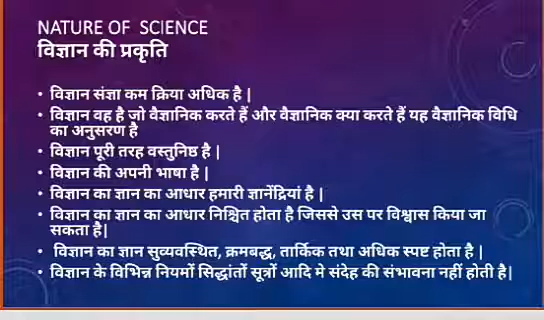 NATURE OF SCIENCE
विज्ञान की प्रकृति
• विज्ञान संज्ञा कम क्रिया अधिक है |
• विज्ञान वह है जो वैज्ञानिक करते हैं और वैज्ञानिक क्या करते हैं यह वैज्ञानिक विधि
का अनुसरण है
• विज्ञान पूरी तरह वस्तुनिष्ठ है |
• विज्ञान की अपनी भाषा है |
• विज्ञान का ज्ञान का आधार हमारी ज्ञानेंद्रियां है |
• विज्ञान का ज्ञान का आधार निश्चित होता है जिससे उस पर विश्वास किया जा
सकता है|
• विज्ञान का ज्ञान सुव्यवस्थित, क्रमबद्ध, तार्किक तथा अधिक स्पष्ट होता है |
• विज्ञान के विभिन्न नियमों सिद्धांतों सूत्रों आदि मे संदेह की संभावना नहीं होती है|